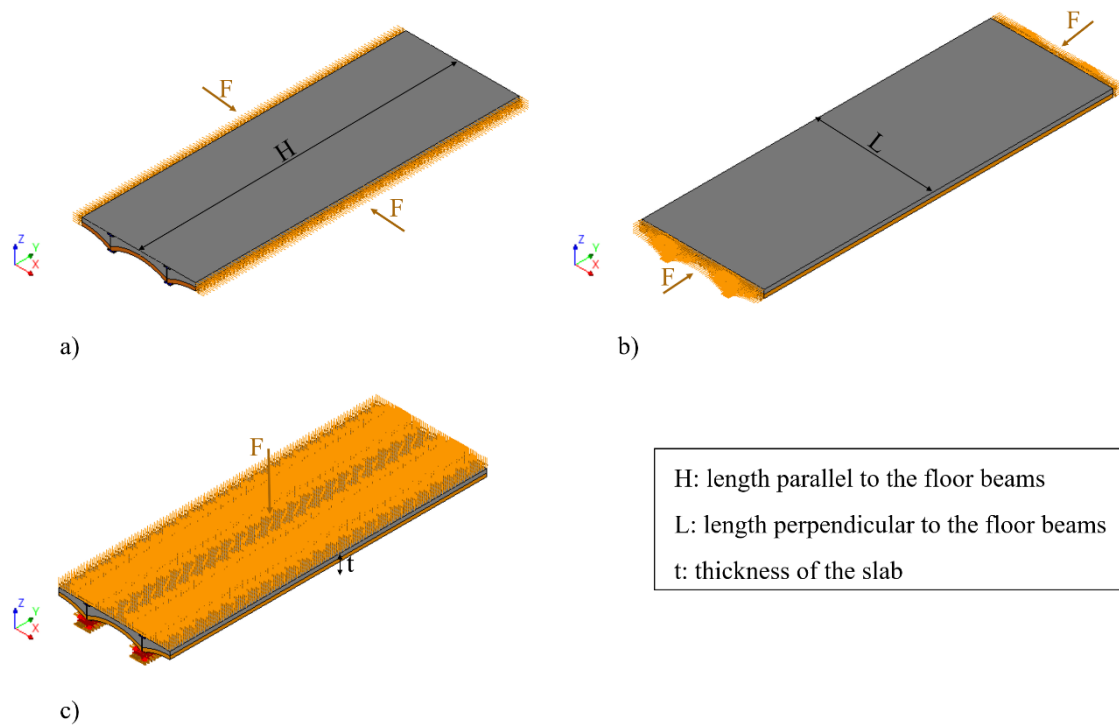 F
H
F
Z
Y
X
a)
F
L
F
Z
Y
X
b)
F
t
Z
Y
X
c)
H: length parallel to the floor beams
L: length perpendicular to the floor beams
t: thickness of the slab